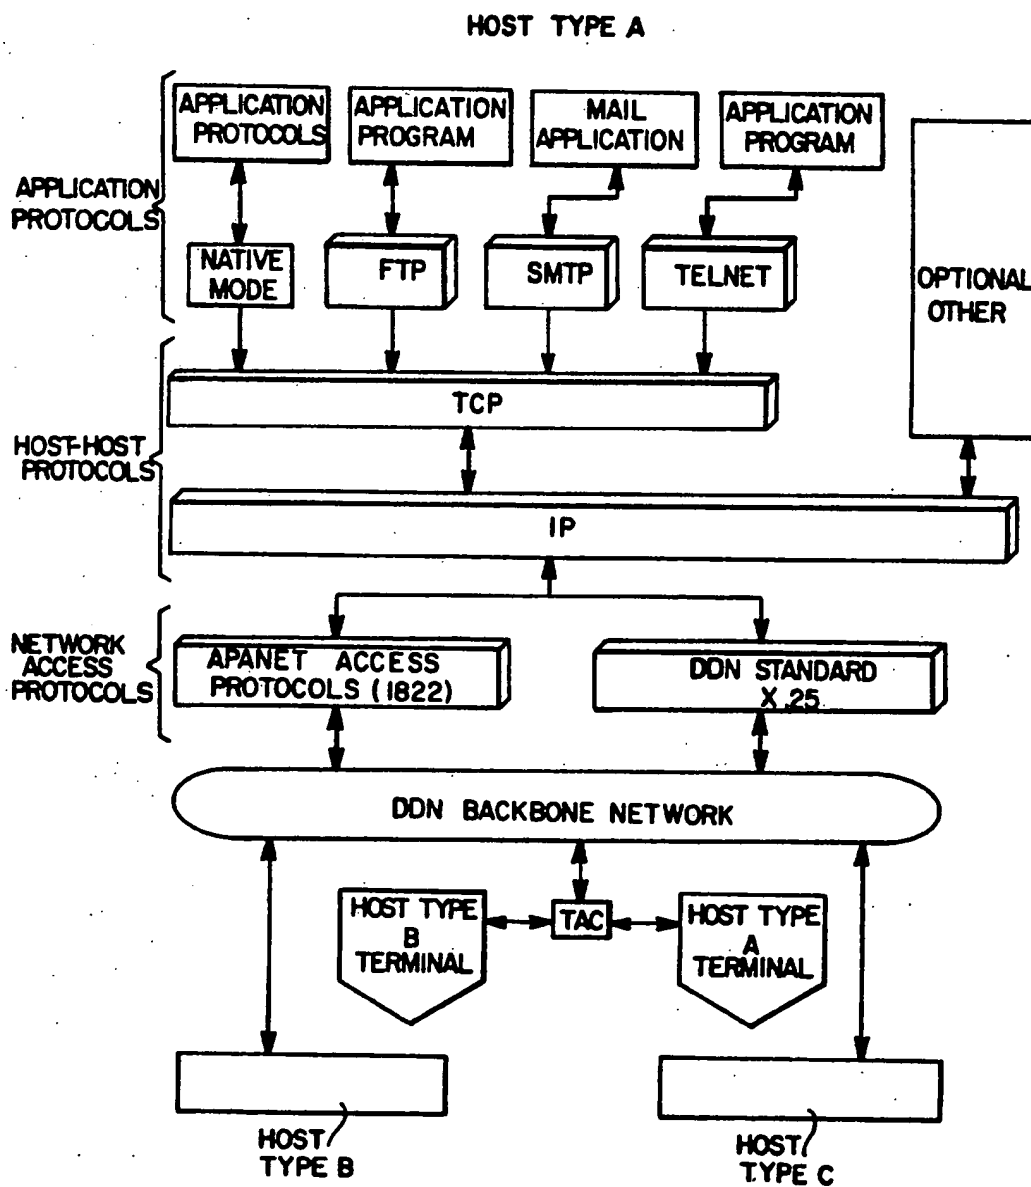 HOST TYPE A
APPLICATION
PROTOCOLS
APPLICATION
PROGRAM
MAIL
APPLICATION
APPLICATION
PROGRAM
APPLICATION
PROTOCOLS
NATIVE
MODE
FTP
SMTP
TELNET
OPTIONAL
OTHER
TCP
HOST-HOST
PROTOCOLS
IP
NETWORK
ACCESS
PROTOCOLS
APANET ACCESS
PROTOCOLS (1822)
DDN STANDARD
X.25
DDN BACKBONE NETWORK
HOST TYPE
B
TERMINAL
TAC
HOST TYPE
A
TERMINAL
HOST
TYPE B
HOST
TYPE C